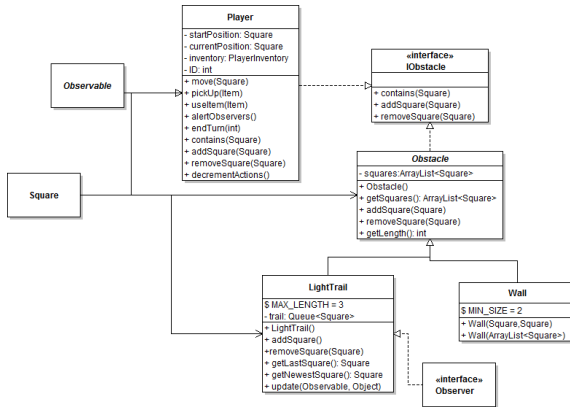 Player
- startPosition: Square
- currentPosition: Square
- inventory: PlayerInventory
- ID: int
+ move(Square)
+ pickUp(Item)
+ useItem(Item)
+ alertObservers()
+ endTurn(int)
+ contains(Square)
+ addSquare(Square)
+ removeSquare(Square)
+ decrementActions()
«interface»
IObstacle
+ contains(Square)
+ addSquare(Square)
+ removeSquare(Square)
Observable
Square
Obstacle
- squares:ArrayList<Square>
+ Obstacle()
+ getSquares(): ArrayList<Square>
+ addSquare(Square)
+ removeSquare(Square)
+ getLength(): int
LightTrail
$ MAX_LENGTH = 3
- trail: Queue<Square>
+ LightTrail()
+ addSquare()
+removeSquare(Square)
+ getLastSquare(): Square
+ getNewestSquare(): Square
+ update(Observable, Object)
Wall
$ MIN_SIZE = 2
+ Wall(Square,Square)
+ Wall(ArrayList<Square>)
«interface»
Observer